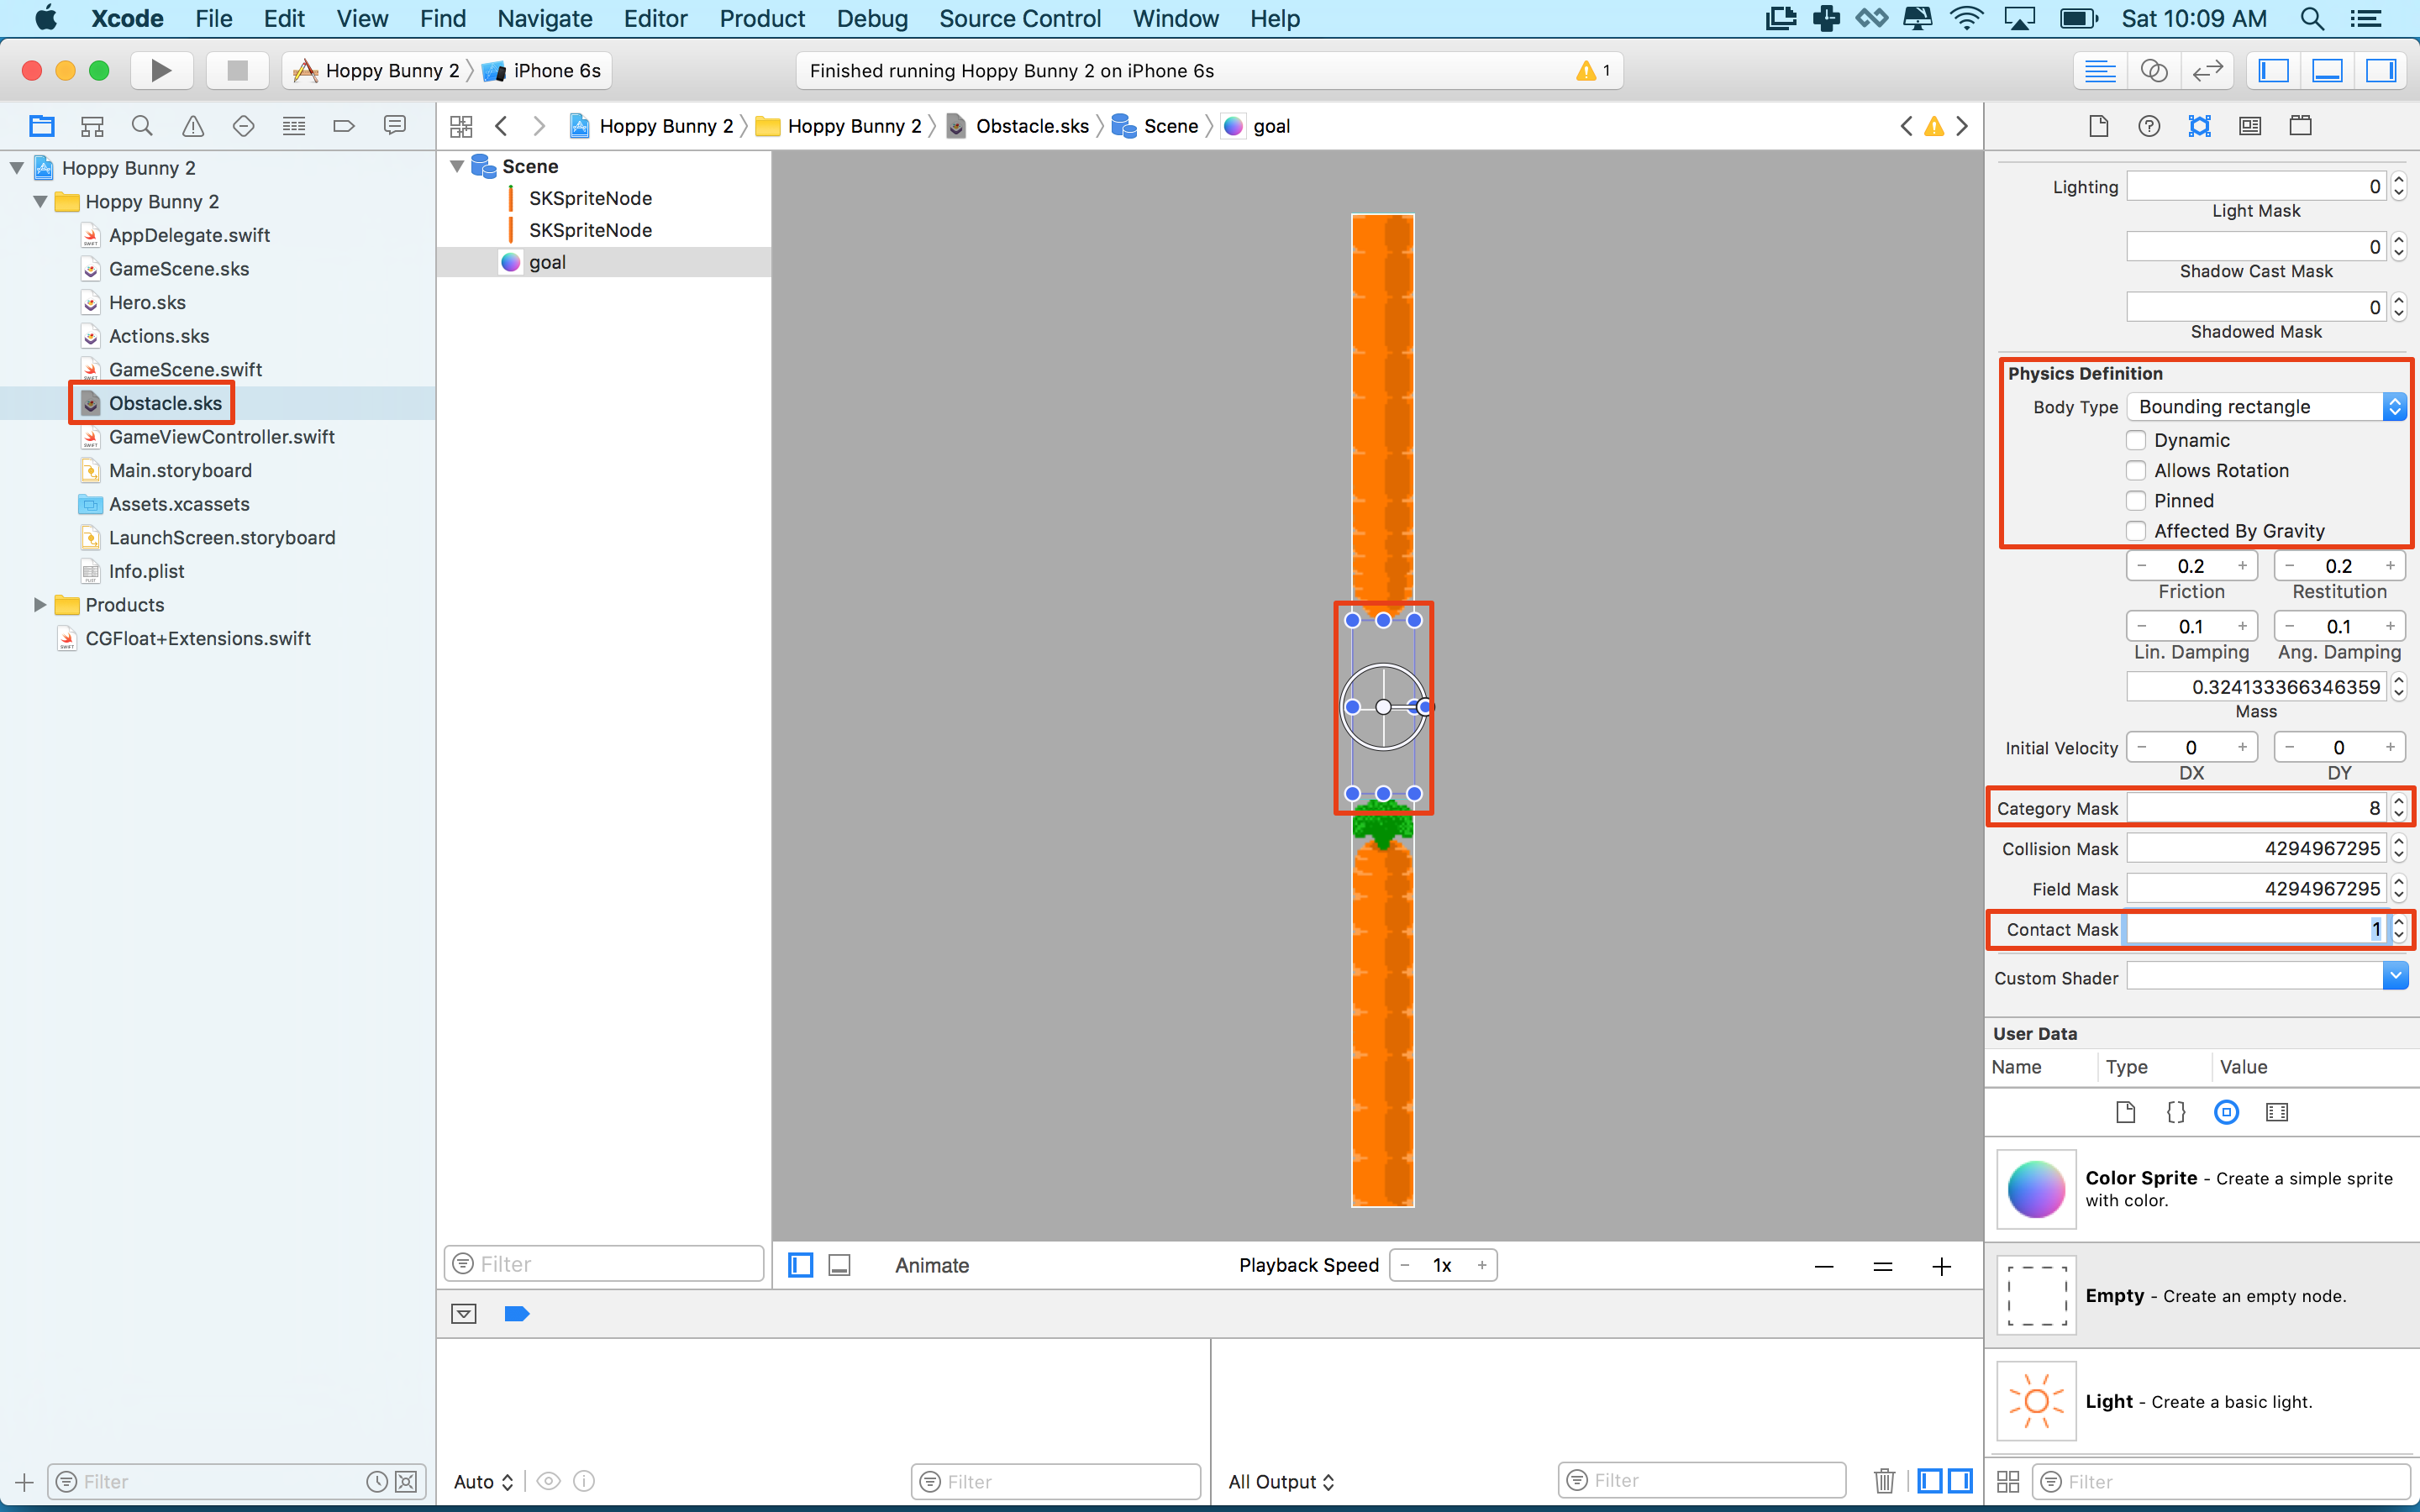 Xcode File Edit View Find Navigate Editor Product Debug Source Control Window Help Sat 10:09 AM
Hoppy Bunny 2 iPhone 6s Finished running Hoppy Bunny 2 on iPhone 6s 1
Hoppy Bunny 2 Hoppy Bunny 2 Obstacle.sks Scene goal
Hoppy Bunny 2
Hoppy Bunny 2
AppDelegate.swift
GameScene.sks
Hero.sks
Actions.sks
GameScene.swift
Obstacle.sks
GameViewController.swift
Main.storyboard
Assets.xcassets
LaunchScreen.storyboard
Info.plist
Products
CGFloat+Extensions.swift
Filter
Scene
SKSpriteNode
SKSpriteNode
goal
Filter
Animate
Playback Speed − 1x +
Auto
Filter
All Output
Filter
Lighting 0
Light Mask
0
Shadow Cast Mask
0
Shadowed Mask
Physics Definition
Body Type Bounding rectangle
Dynamic
Allows Rotation
Pinned
Affected By Gravity
− 0.2 + − 0.2 +
Friction Restitution
− 0.1 + − 0.1 +
Lin. Damping Ang. Damping
0.324133366346359
Mass
Initial Velocity − 0 + − 0 +
DX DY
Category Mask 8
Collision Mask 4294967295
Field Mask 4294967295
Contact Mask 1
Custom Shader
User Data
Name Type Value
{}
Color Sprite - Create a simple sprite
with color.
Empty - Create an empty node.
Light - Create a basic light.
Filter